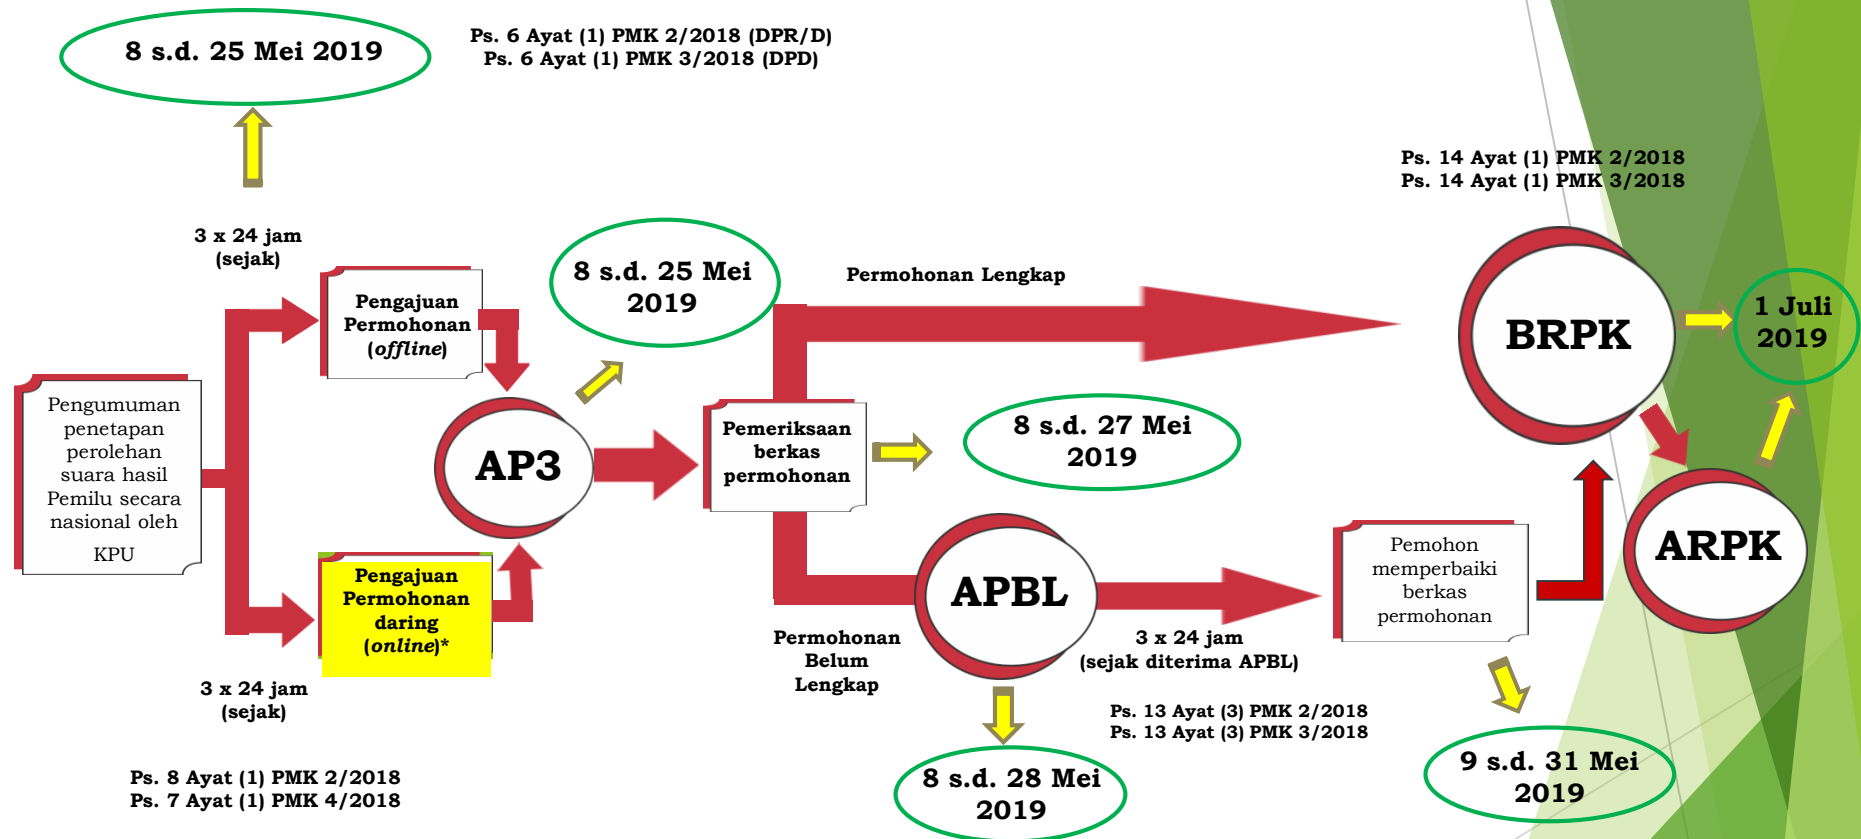 8 s.d. 25 Mei 2019
Ps. 6 Ayat (1) PMK 2/2018 (DPR/D)
Ps. 6 Ayat (1) PMK 3/2018 (DPD)
3 x 24 jam
(sejak)
Pengumuman
penetapan
perolehan
suara hasil
Pemilu secara
nasional oleh
KPU
Pengajuan
Permohonan
(offline)
Pengajuan
Permohonan
daring
(online)*
3 x 24 jam
(sejak)
Ps. 8 Ayat (1) PMK 2/2018
Ps. 7 Ayat (1) PMK 4/2018
AP3
8 s.d. 25 Mei
2019
Pemeriksaan
berkas
permohonan
8 s.d. 27 Mei
2019
Permohonan Lengkap
Permohonan
Belum
Lengkap
APBL
8 s.d. 28 Mei
2019
3 x 24 jam
(sejak diterima APBL)
Ps. 13 Ayat (3) PMK 2/2018
Ps. 13 Ayat (3) PMK 3/2018
Pemohon
memperbaiki
berkas
permohonan
9 s.d. 31 Mei
2019
Ps. 14 Ayat (1) PMK 2/2018
Ps. 14 Ayat (1) PMK 3/2018
BRPK
ARPK
1 Juli
2019